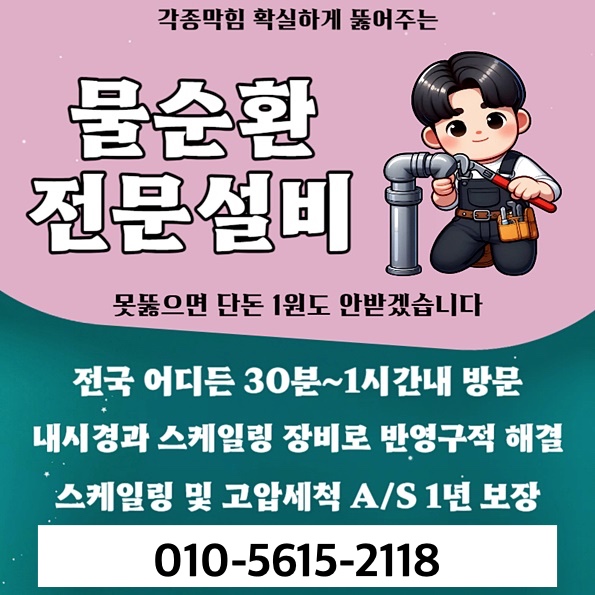 각종막힘 확실하게 뚫어주는
물순환
전문설비
못뚫으면 단돈 1원도 안받겠습니다
전국 어디든 30분~1시간내 방문
내시경과 스케일링 장비로 반영구적 해결
스케일링 및 고압세척 A/S 1년 보장
010-5615-2118